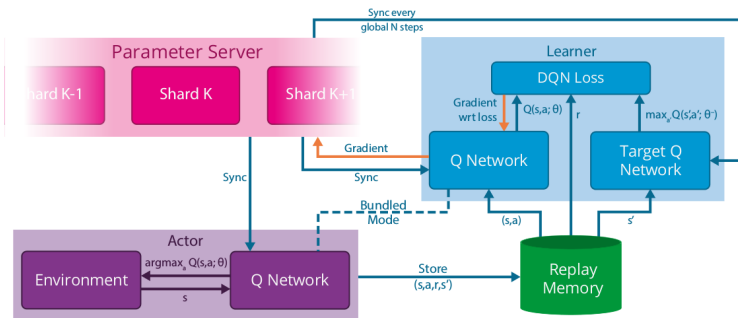 Sync every
global N steps
Parameter Server
Learner
Shard K-1
Shard K
Shard K+1
DQN Loss
Gradient
wrt loss
Q(s,a; θ)
r
maxₐ′ Q(s′,a′; θ⁻)
Gradient
Q Network
Target Q
Network
Sync
Sync
Bundled
Mode
(s,a)
s′
Actor
Environment
argmaxₐ Q(s,a; θ)
s
Q Network
Store
(s,a,r,s′)
Replay
Memory